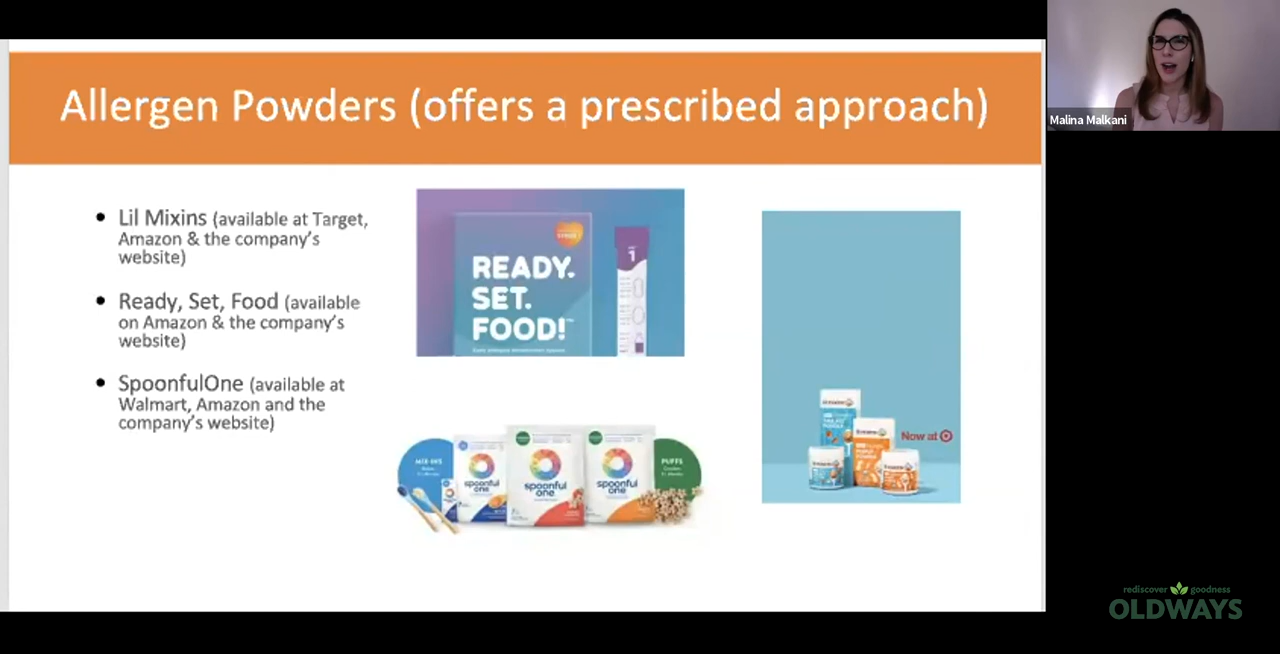 Allergen Powders (offers a prescribed approach)
Malina Malkani
• Lil Mixins (available at Target,
Amazon & the company's
website)
• Ready, Set, Food (available
on Amazon & the company's
website)
• SpoonfulOne (available at
Walmart, Amazon and the
company's website)
READY.
SET.
FOOD!
1
MIX-INS
spoonful
one
spoonful
one
spoonful
one
PUFFS
Now at
rediscover goodness
OLDWAYS